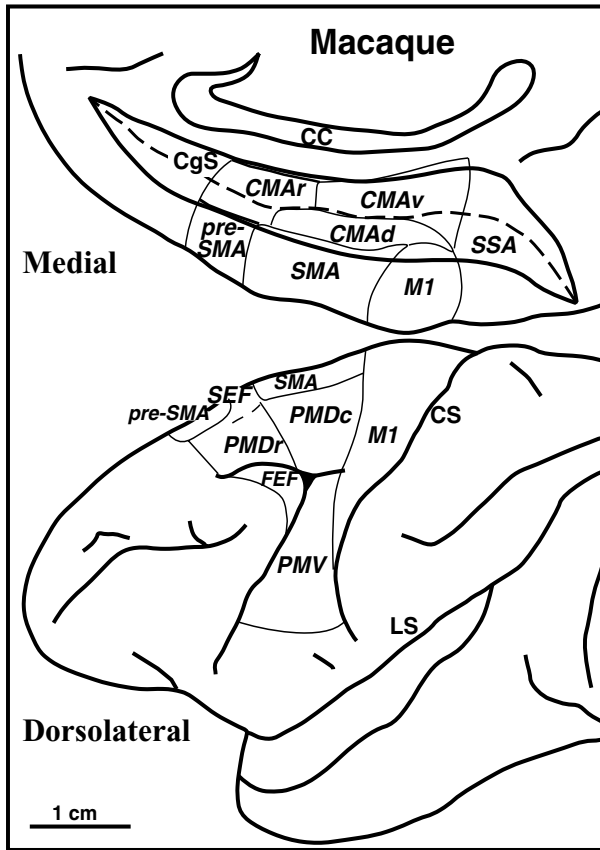 Macaque
CC
CgS
CMAr
CMAv
pre-
SMA
CMAd
SSA
Medial
SMA
M1
SMA
SEF
pre-SMA
PMDc
CS
M1
PMDr
FEF
PMV
LS
Dorsolateral
1 cm